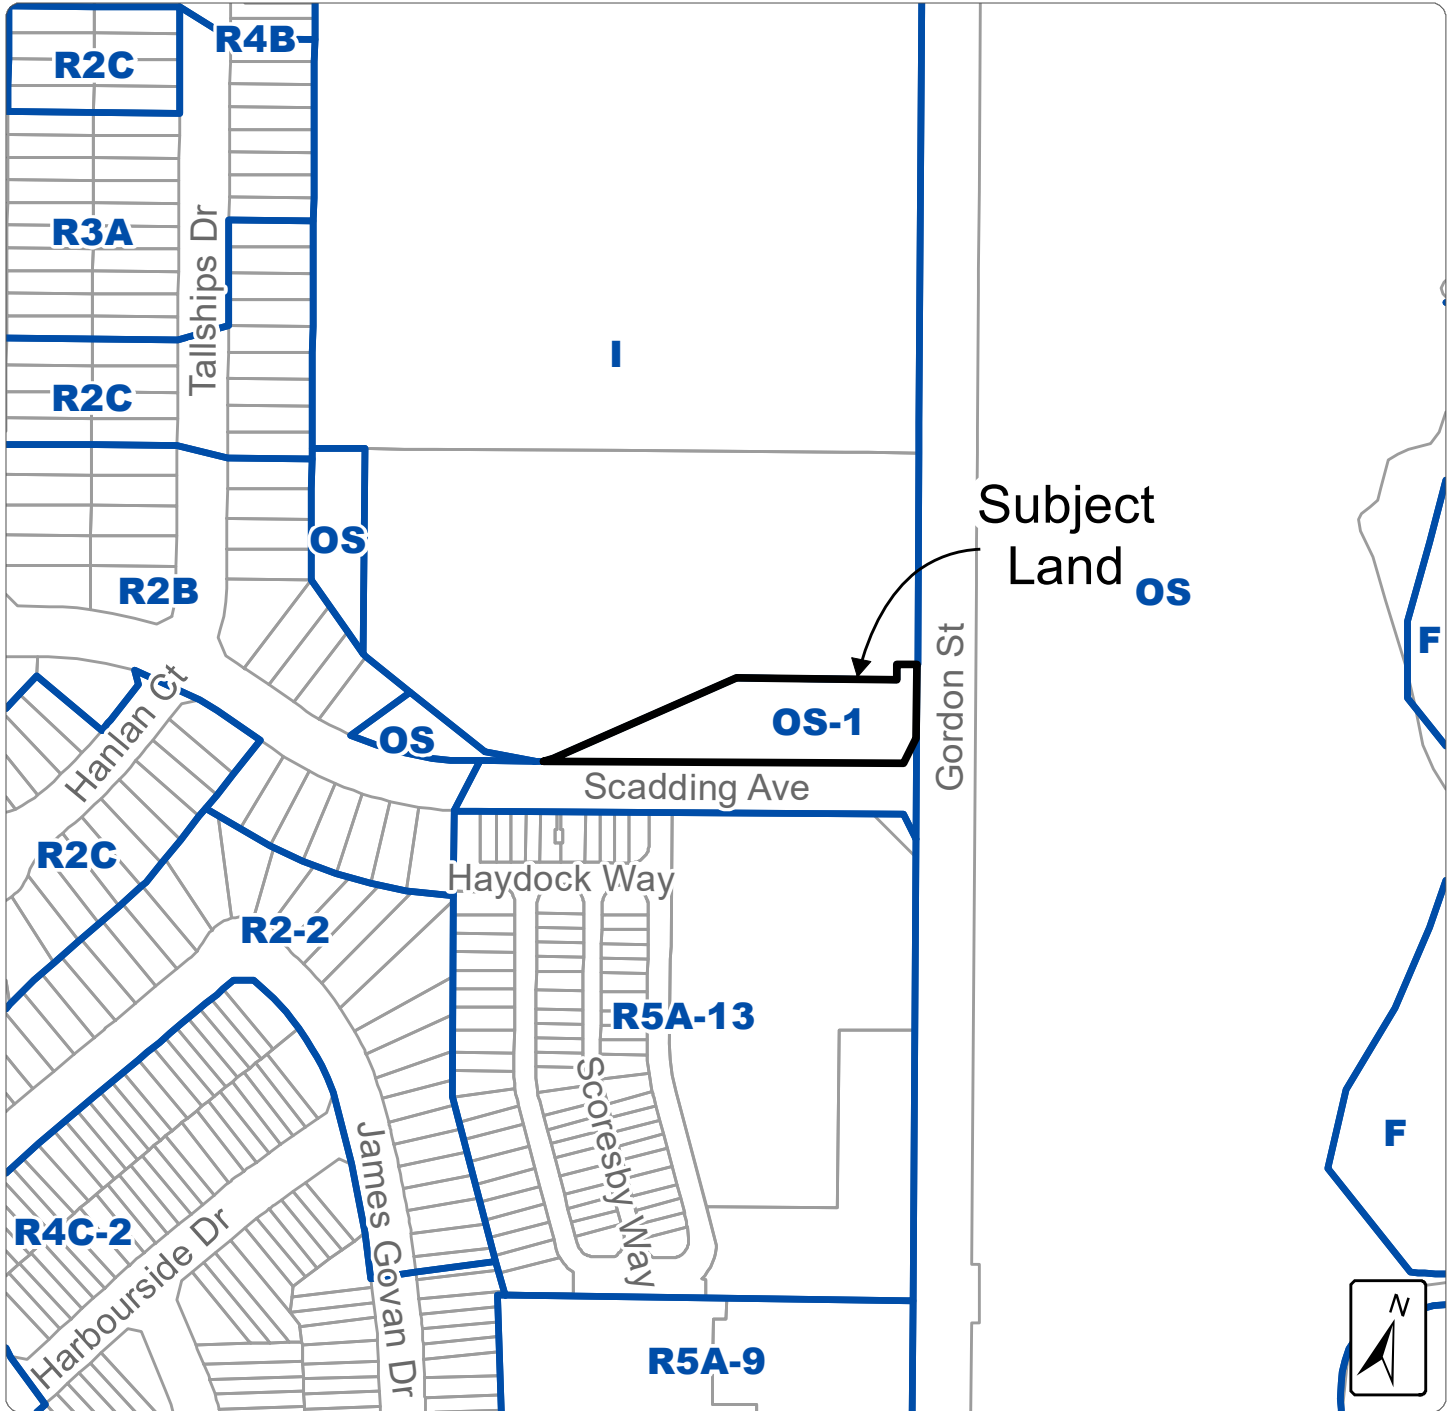 R4B
R2C
R3A
Tallships Dr
I
R2C
Subject
Land
OS
OS
R2B
F
Gordon St
Hanlan Ct
OS-1
OS
Scadding Ave
R2C
Haydock Way
R2-2
R5A-13
Scoresby Way
F
James Govan Dr
R4C-2
Harbourside Dr
N
R5A-9